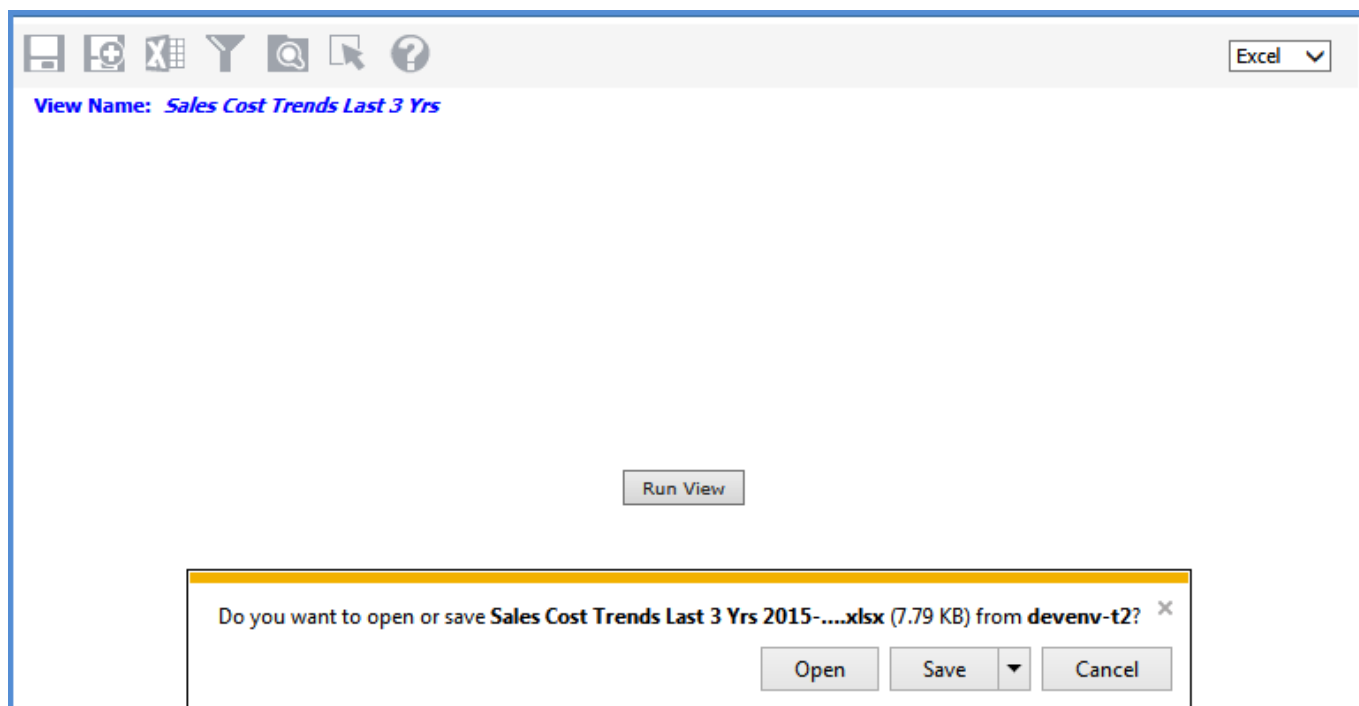 Excel
View Name: Sales Cost Trends Last 3 Yrs
Run View
Do you want to open or save Sales Cost Trends Last 3 Yrs 2015-....xlsx (7.79 KB) from devenv-t2?
Open Save Cancel